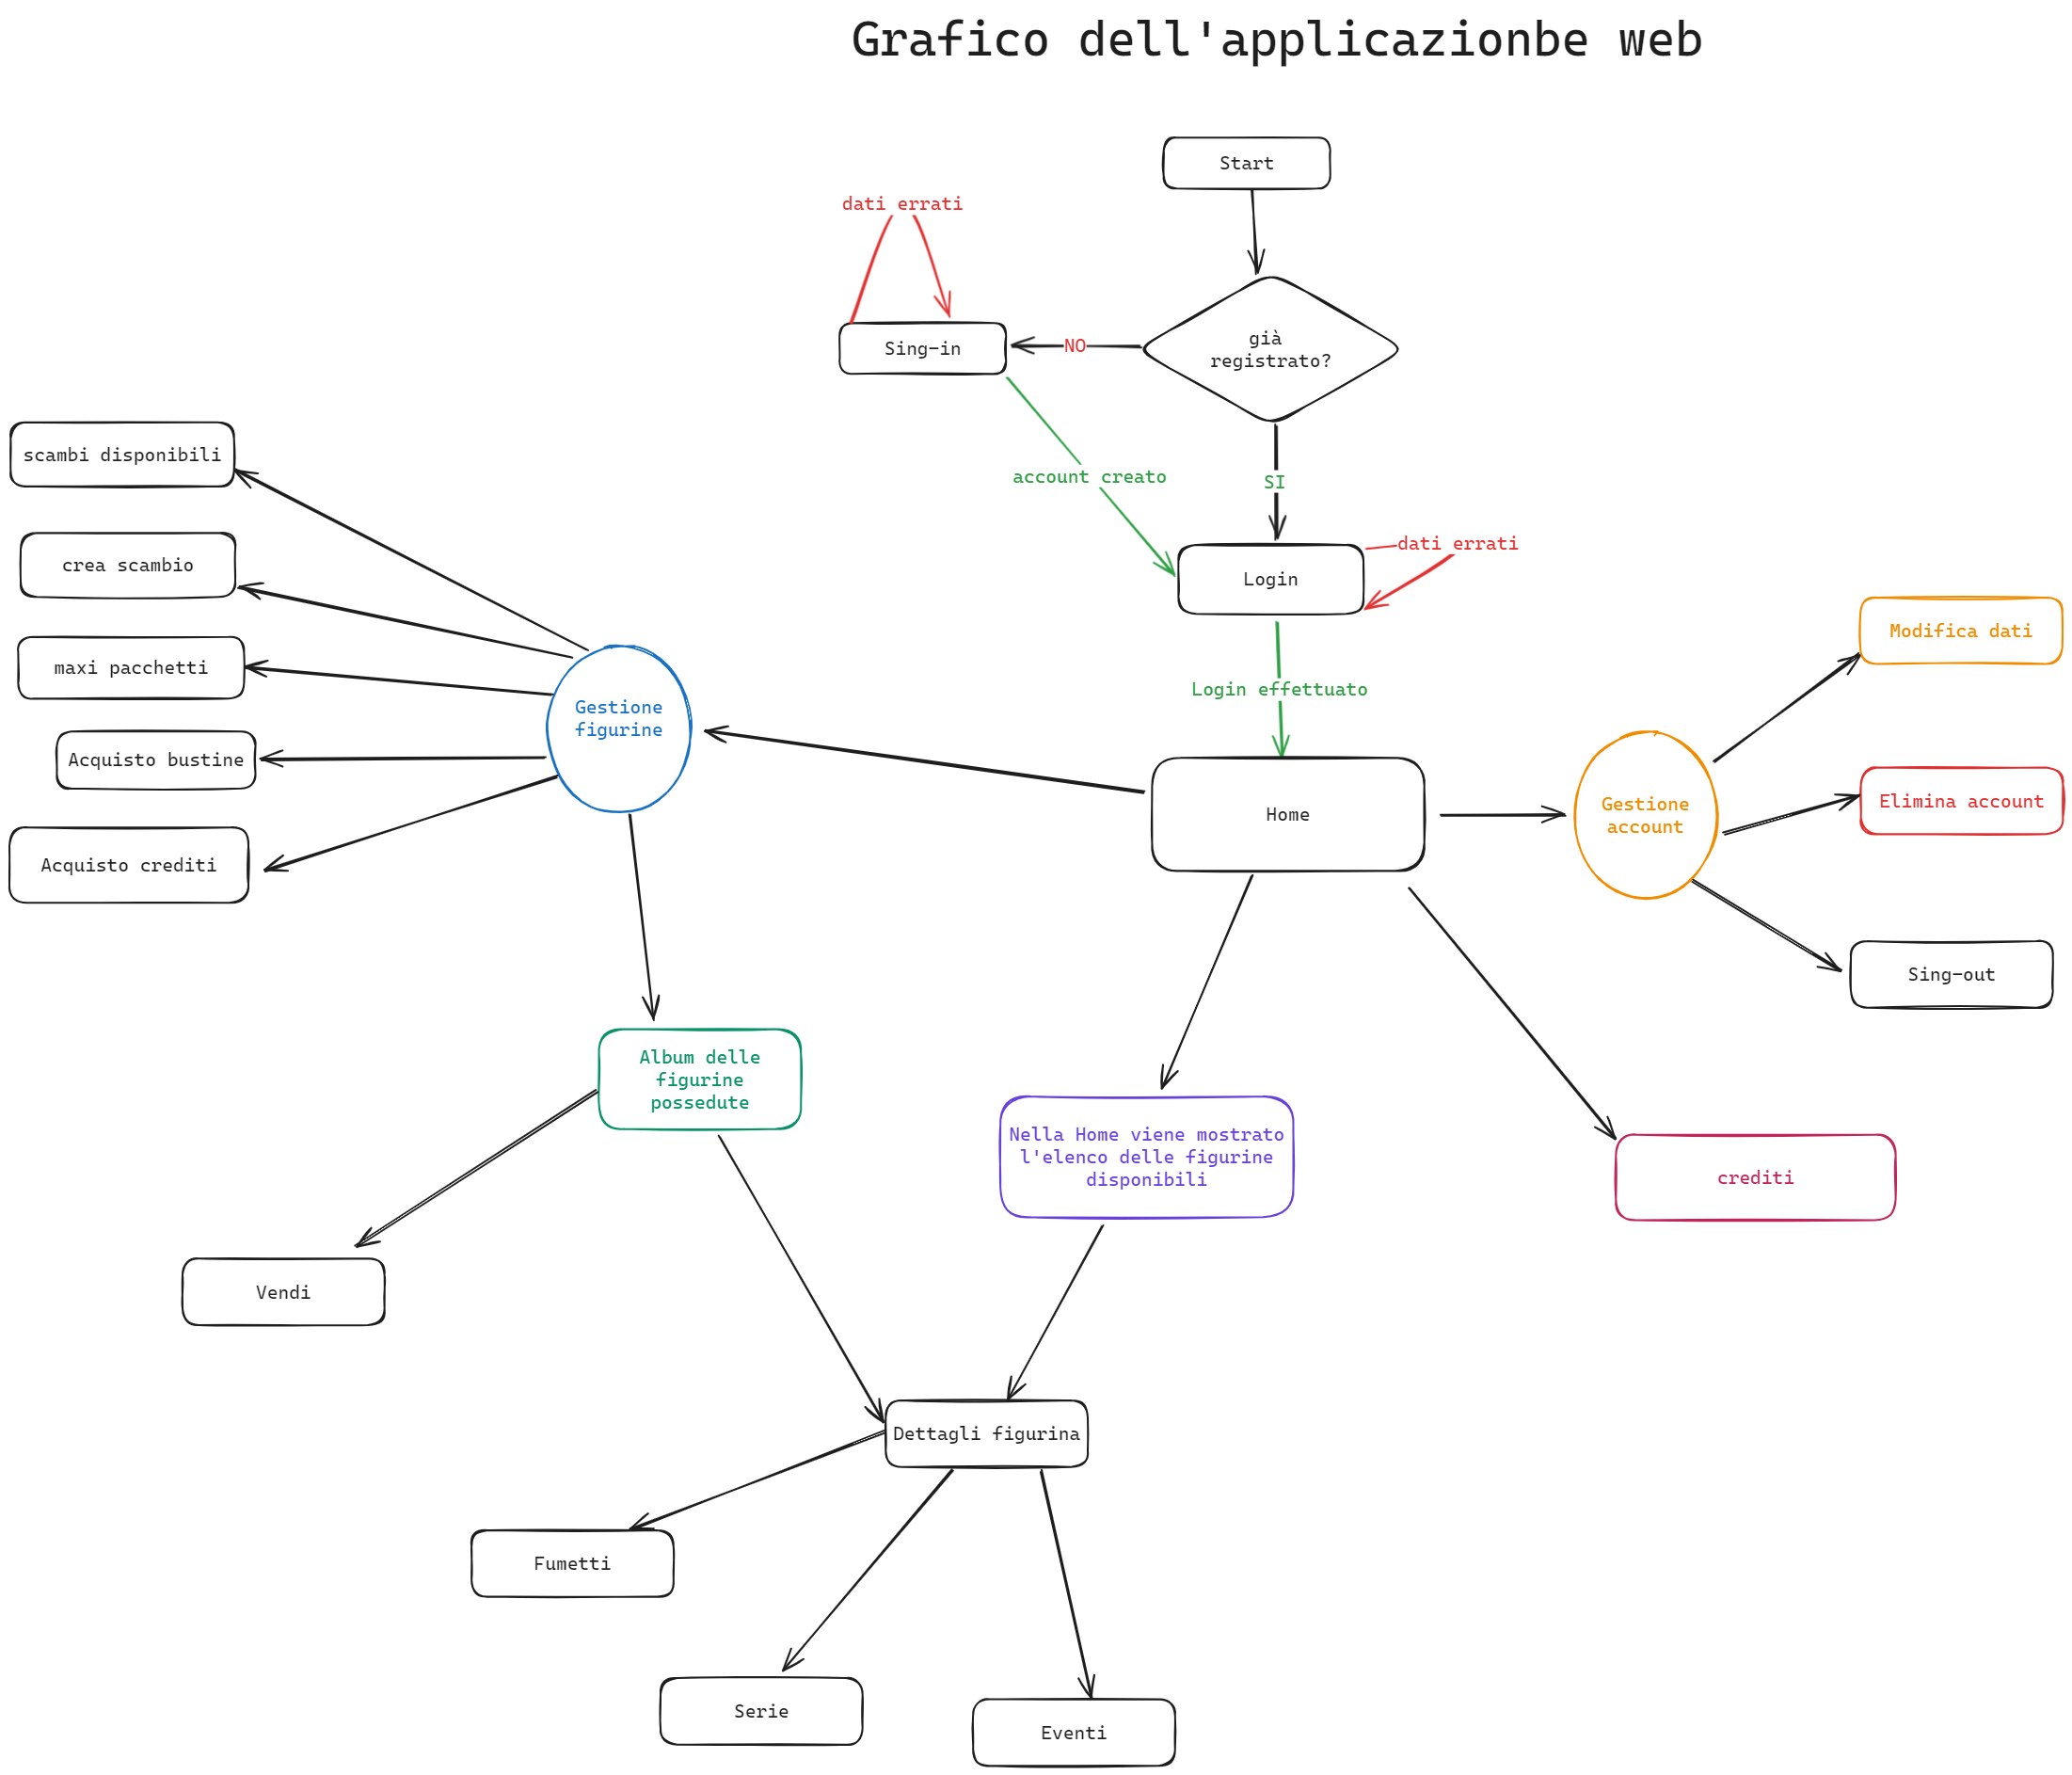 Grafico dell'applicazionbe web
Start
dati errati
già
registrato?
NO
Sing-in
scambi disponibili
account creato
SI
dati errati
crea scambio
Login
Modifica dati
maxi pacchetti
Login effettuato
Gestione
figurine
Acquisto bustine
Elimina account
Gestione
account
Home
Acquisto crediti
Sing-out
Album delle
figurine
possedute
Nella Home viene mostrato
l'elenco delle figurine
disponibili
crediti
Vendi
Dettagli figurina
Fumetti
Serie
Eventi